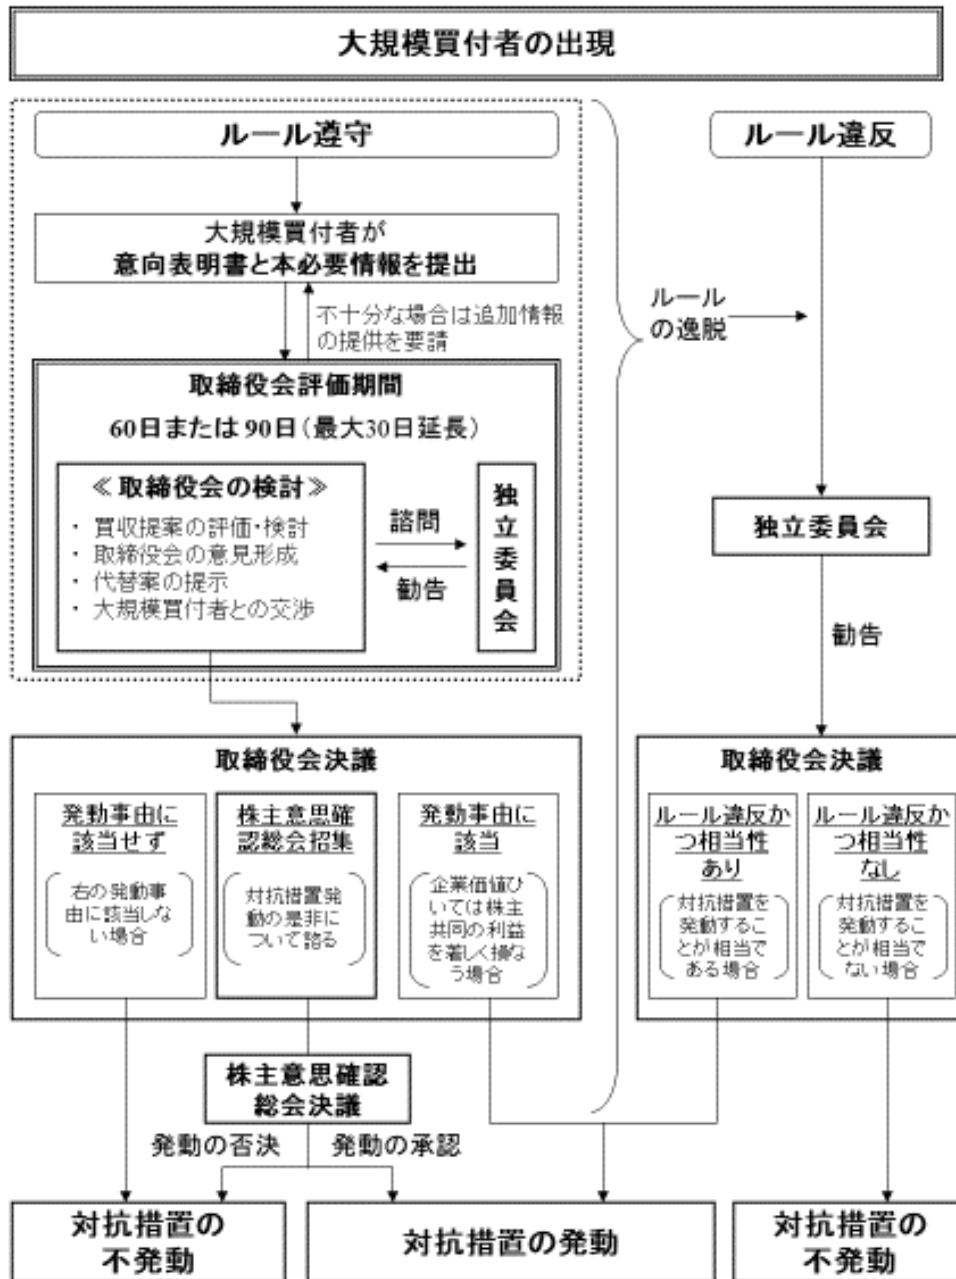 大規模買付者の出現
ルール遵守
ルール違反
大規模買付者が
意向表明書と本必要情報を提出
不十分な場合は追加情報
の提供を要請
ルール
の逸脱
取締役会評価期間
60日または90日(最大30日延長)
≪取締役会の検討≫
・ 買収提案の評価・検討
・ 取締役会の意見形成
・ 代替案の提示
・ 大規模買付者との交渉
諮問
勧告
独
立
委
員
会
独立委員会
勧告
取締役会決議
発動事由に
該当せず
右の発動事
由に該当しな
い場合
株主意思確
認総会招集
対抗措置発
動の是非に
ついて諮る
発動事由に
該当
企業価値ひ
いては株主
共同の利益
を著しく損な
う場合
取締役会決議
ルール違反か
つ相当性
あり
対抗措置を
発動するこ
とが相当で
ある場合
ルール違反か
つ相当性
なし
対抗措置を
発動するこ
とが相当で
ない場合
株主意思確認
総会決議
発動の否決
発動の承認
対抗措置の
不発動
対抗措置の発動
対抗措置の
不発動